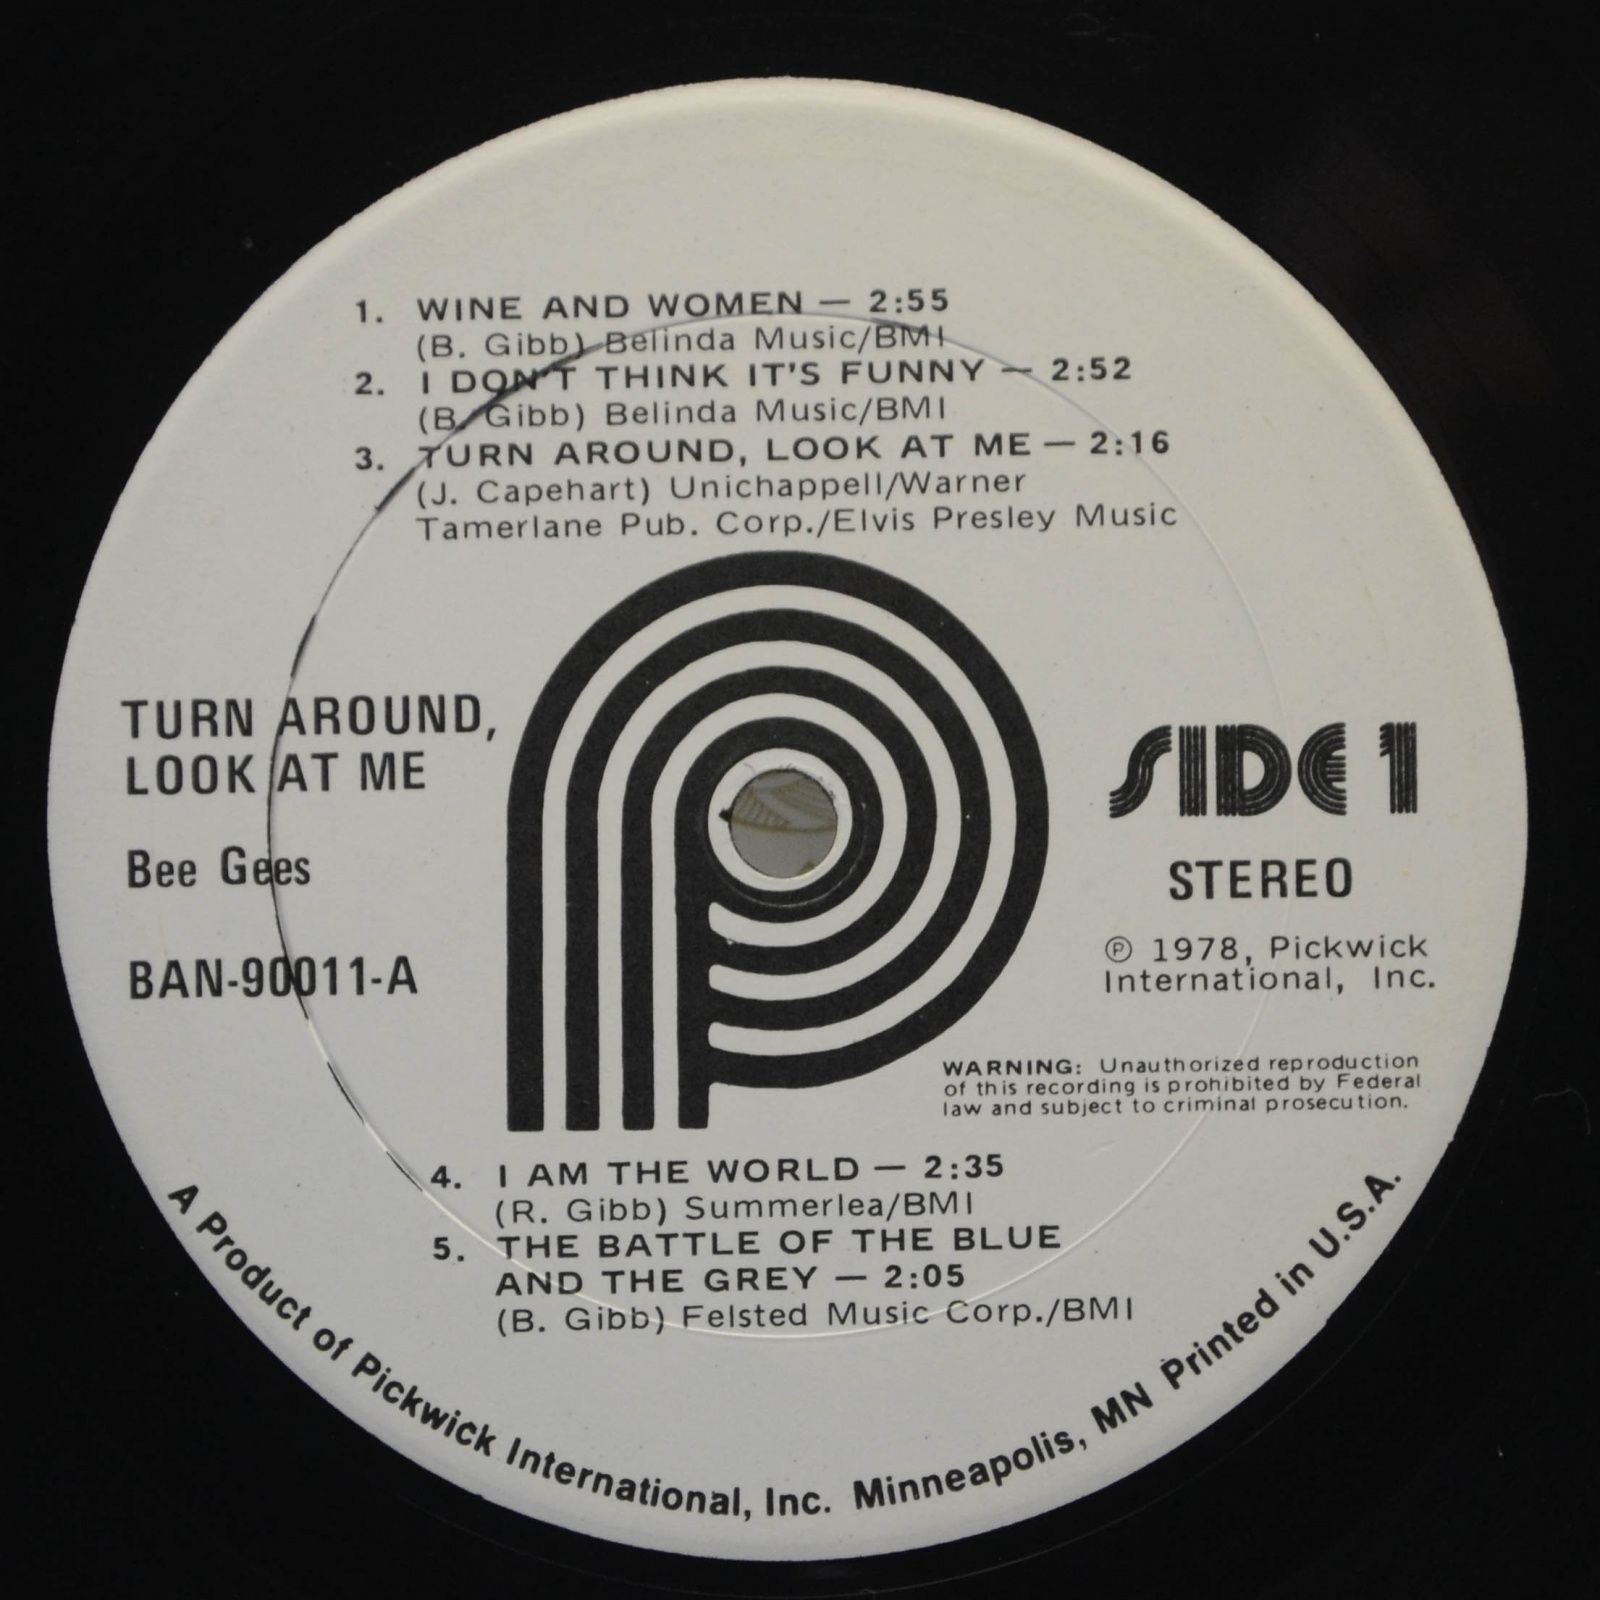 1. WINE AND WOMEN — 2:55
(B. Gibb) Belinda Music/BMI
2. I DON'T THINK IT'S FUNNY — 2:52
(B. Gibb) Belinda Music/BMI
3. TURN AROUND, LOOK AT ME — 2:16
(J. Capehart) Unichappell/Warner
Tamerlane Pub. Corp./Elvis Presley Music
TURN AROUND,
LOOK AT ME
Bee Gees
BAN-90011-A
SIDE 1
STEREO
℗ 1978, Pickwick
International, Inc.
WARNING: Unauthorized reproduction
of this recording is prohibited by Federal
law and subject to criminal prosecution.
4. I AM THE WORLD — 2:35
(R. Gibb) Summerlea/BMI
5. THE BATTLE OF THE BLUE
AND THE GREY — 2:05
(B. Gibb) Felsted Music Corp./BMI
A Product of Pickwick International, Inc. Minneapolis, MN Printed in U.S.A.